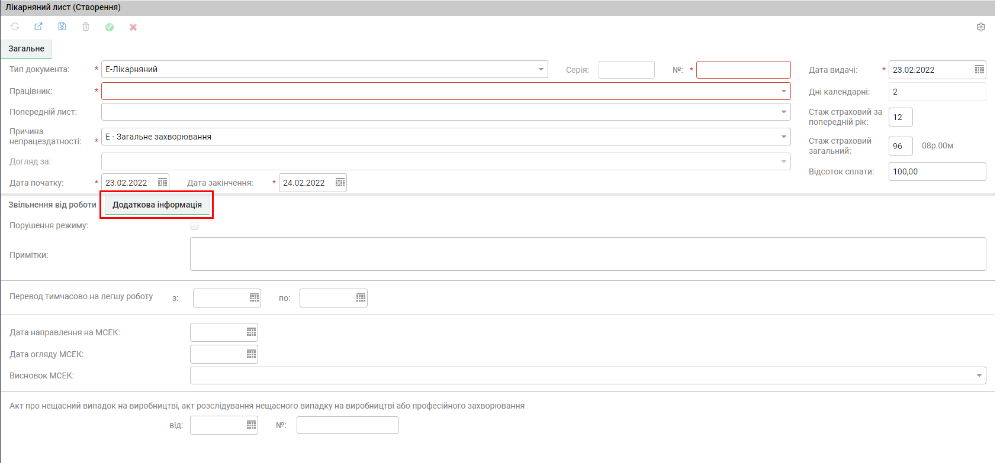 Лікарняний лист (Створення)
Загальне
Тип документа: * Е-Лікарняний Серія: №: * Дата видачі: * 23.02.2022
Працівник: * Дні календарні: 2
Попередній лист: Стаж страховий за попередній рік: 12
Причина непрацездатності: * Е - Загальне захворювання Стаж страховий загальний: 96 08р.00м
Догляд за:
Відсоток сплати: 100,00
Дата початку: * 23.02.2022 Дата закінчення: * 24.02.2022
Звільнення від роботи Додаткова інформація
Порушення режиму:
Примітки:
Перевод тимчасово на легшу роботу з: по:
Дата направлення на МСЕК:
Дата огляду МСЕК:
Висновок МСЕК:
Акт про нещасний випадок на виробництві, акт розслідування нещасного випадку на виробництві або професійного захворювання
від: №: